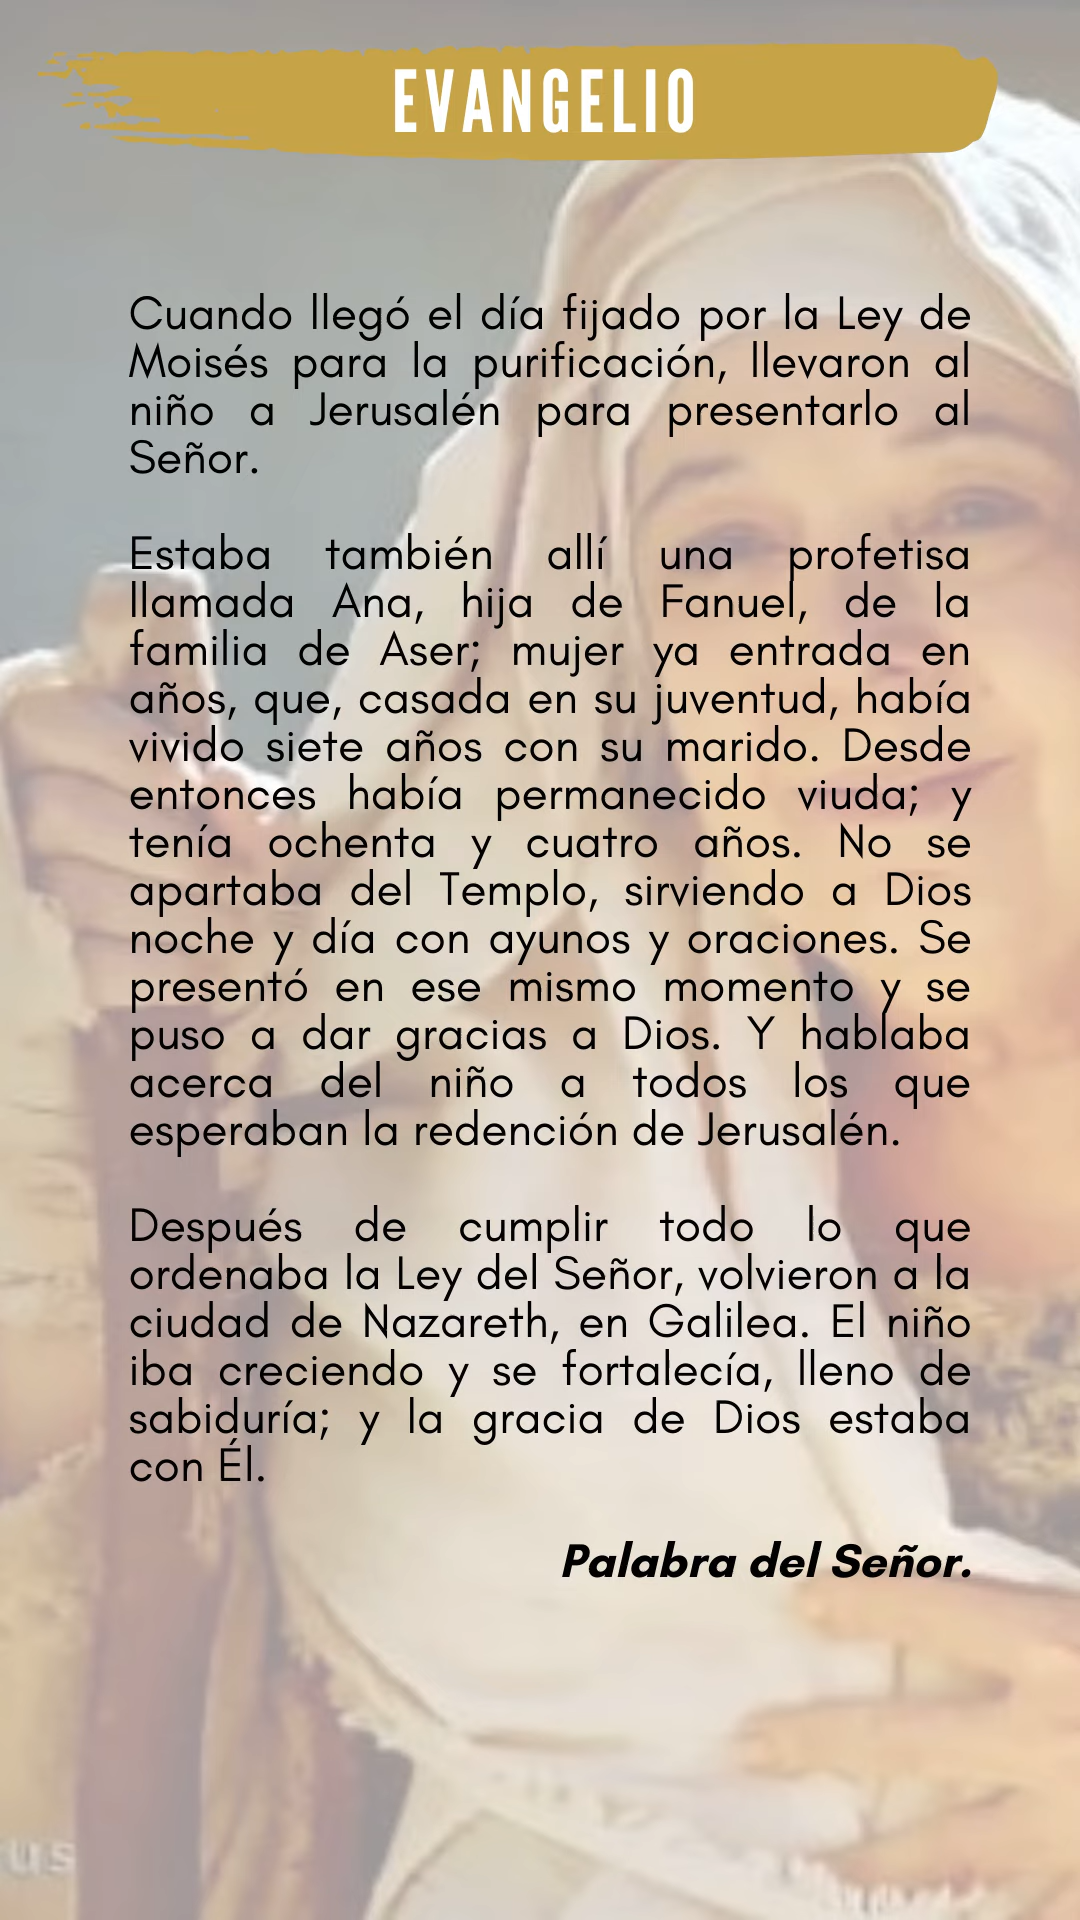 EVANGELIO
Cuando llegó el día fijado por la Ley de
Moisés para la purificación, llevaron al
niño a Jerusalén para presentarlo al
Señor.
Estaba también allí una profetisa
llamada Ana, hija de Fanuel, de la
familia de Aser; mujer ya entrada en
años, que, casada en su juventud, había
vivido siete años con su marido. Desde
entonces había permanecido viuda; y
tenía ochenta y cuatro años. No se
apartaba del Templo, sirviendo a Dios
noche y día con ayunos y oraciones. Se
presentó en ese mismo momento y se
puso a dar gracias a Dios. Y hablaba
acerca del niño a todos los que
esperaban la redención de Jerusalén.
Después de cumplir todo lo que
ordenaba la Ley del Señor, volvieron a la
ciudad de Nazareth, en Galilea. El niño
iba creciendo y se fortalecía, lleno de
sabiduría; y la gracia de Dios estaba
con Él.
Palabra del Señor.
us